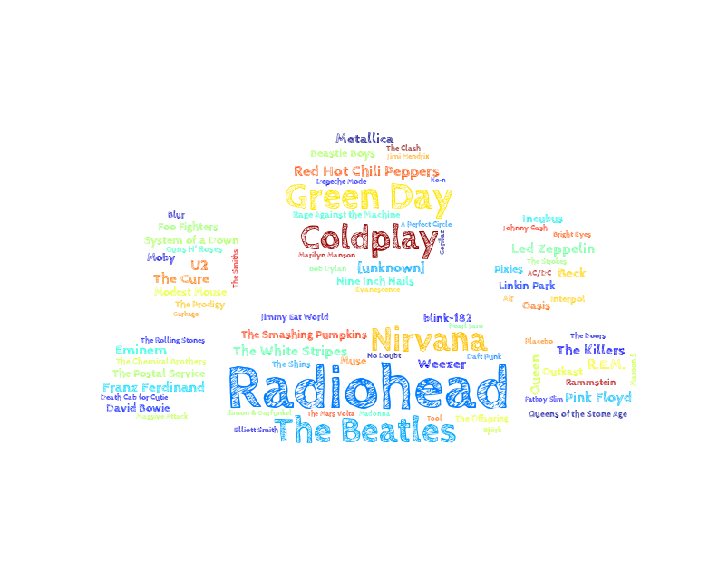 Metallica
The Clash
Beastie Boys
Jimi Hendrix
Red Hot Chili Peppers
Depeche Mode
Korn
Green Day
Rage Against the Machine
A Perfect Circle
Coldplay
Gorillaz
Marilyn Manson
Bob Dylan
[unknown]
Nine Inch Nails
Evanescence
Blur
Foo Fighters
System of a Down
Guns N' Roses
Moby
U2
The Smiths
The Cure
Modest Mouse
The Prodigy
Garbage
Incubus
Johnny Cash
Bright Eyes
Led Zeppelin
The Strokes
Pixies
AC/DC
Beck
Linkin Park
Air
Interpol
Oasis
Jimmy Eat World
blink-182
Pearl Jam
The Smashing Pumpkins
Nirvana
The White Stripes
No Doubt
Daft Punk
The Shins
Muse
Weezer
Radiohead
Simon & Garfunkel
The Mars Volta
Madonna
Tool
The Offspring
Elliott Smith
The Beatles
Björk
The Rolling Stones
Eminem
The Chemical Brothers
The Postal Service
Franz Ferdinand
Death Cab for Cutie
David Bowie
Massive Attack
The Doors
Placebo
The Killers
Queen
R.E.M.
Outkast
Maroon 5
Rammstein
Fatboy Slim
Pink Floyd
Queens of the Stone Age